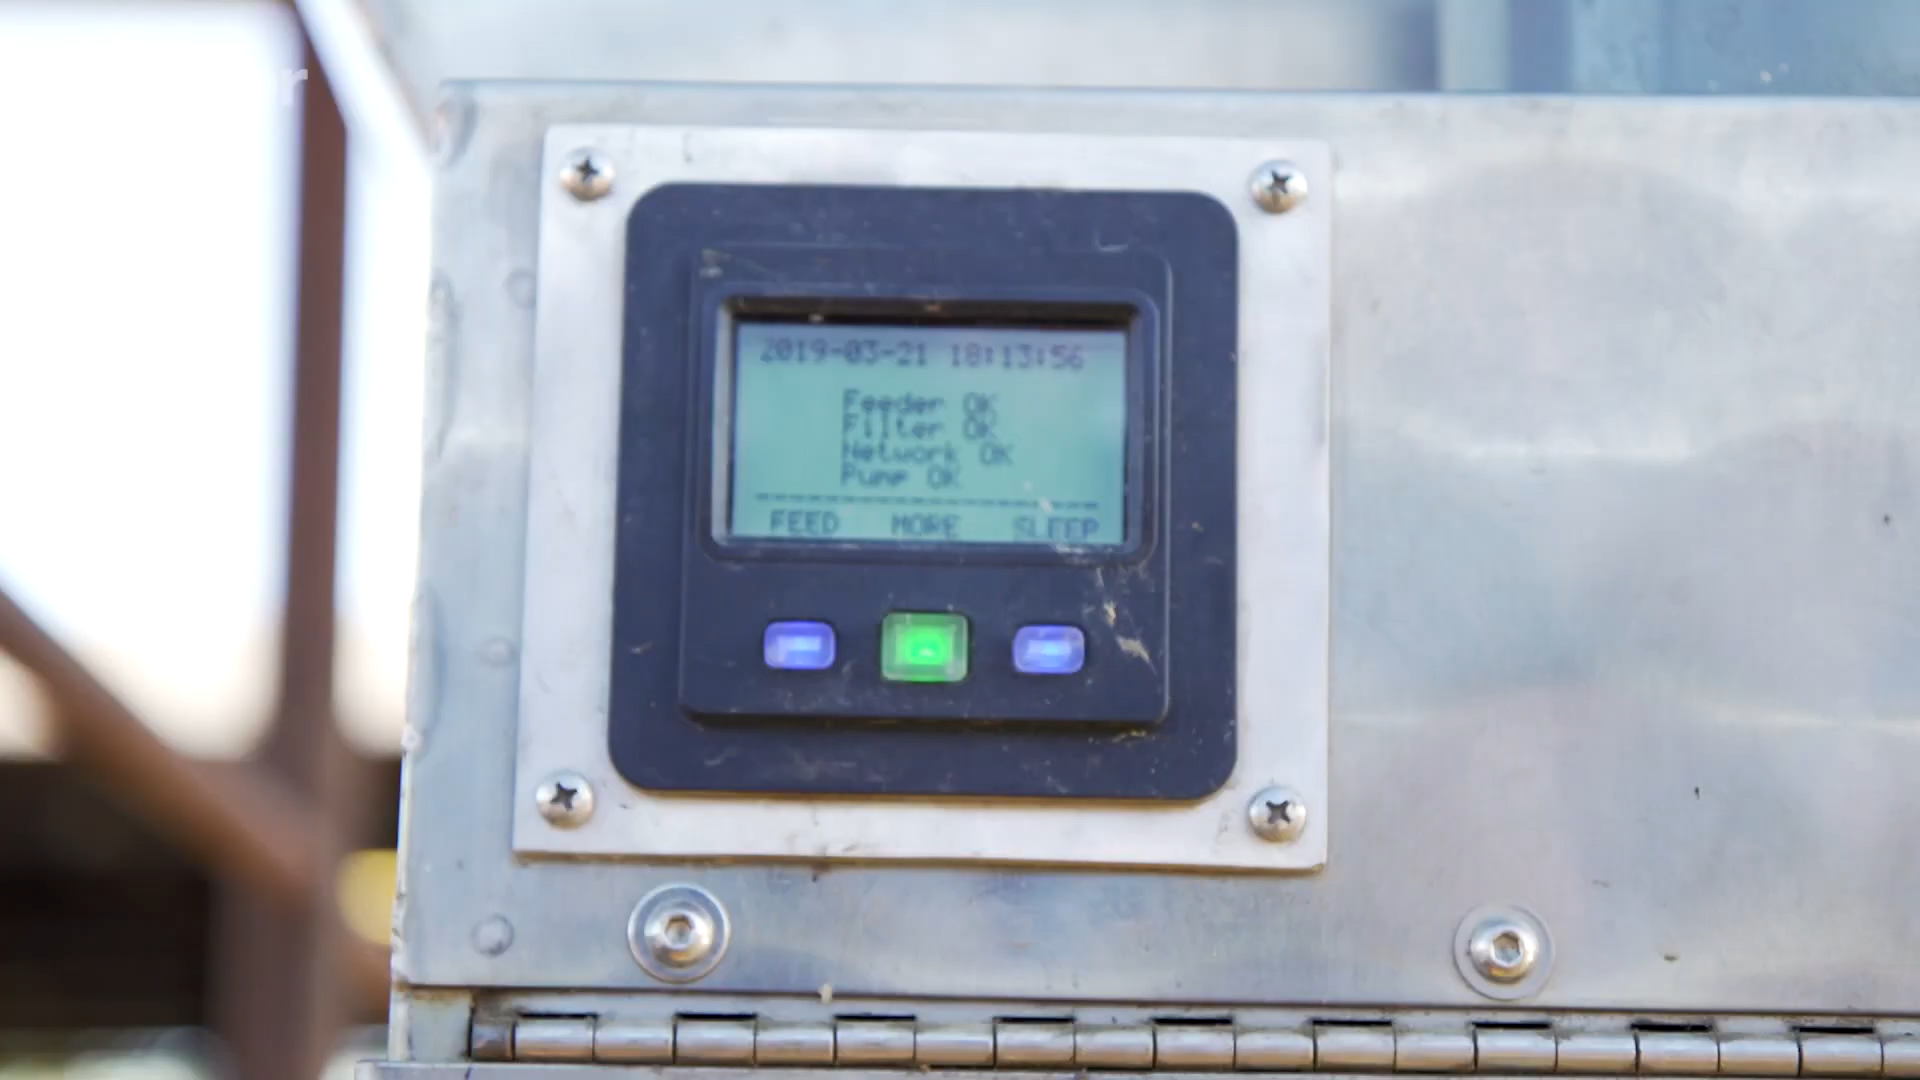 2019-03-21 18:13:56
Feeder OK
Filter OK
Network OK
Pump OK
FEED MORE SLEEP